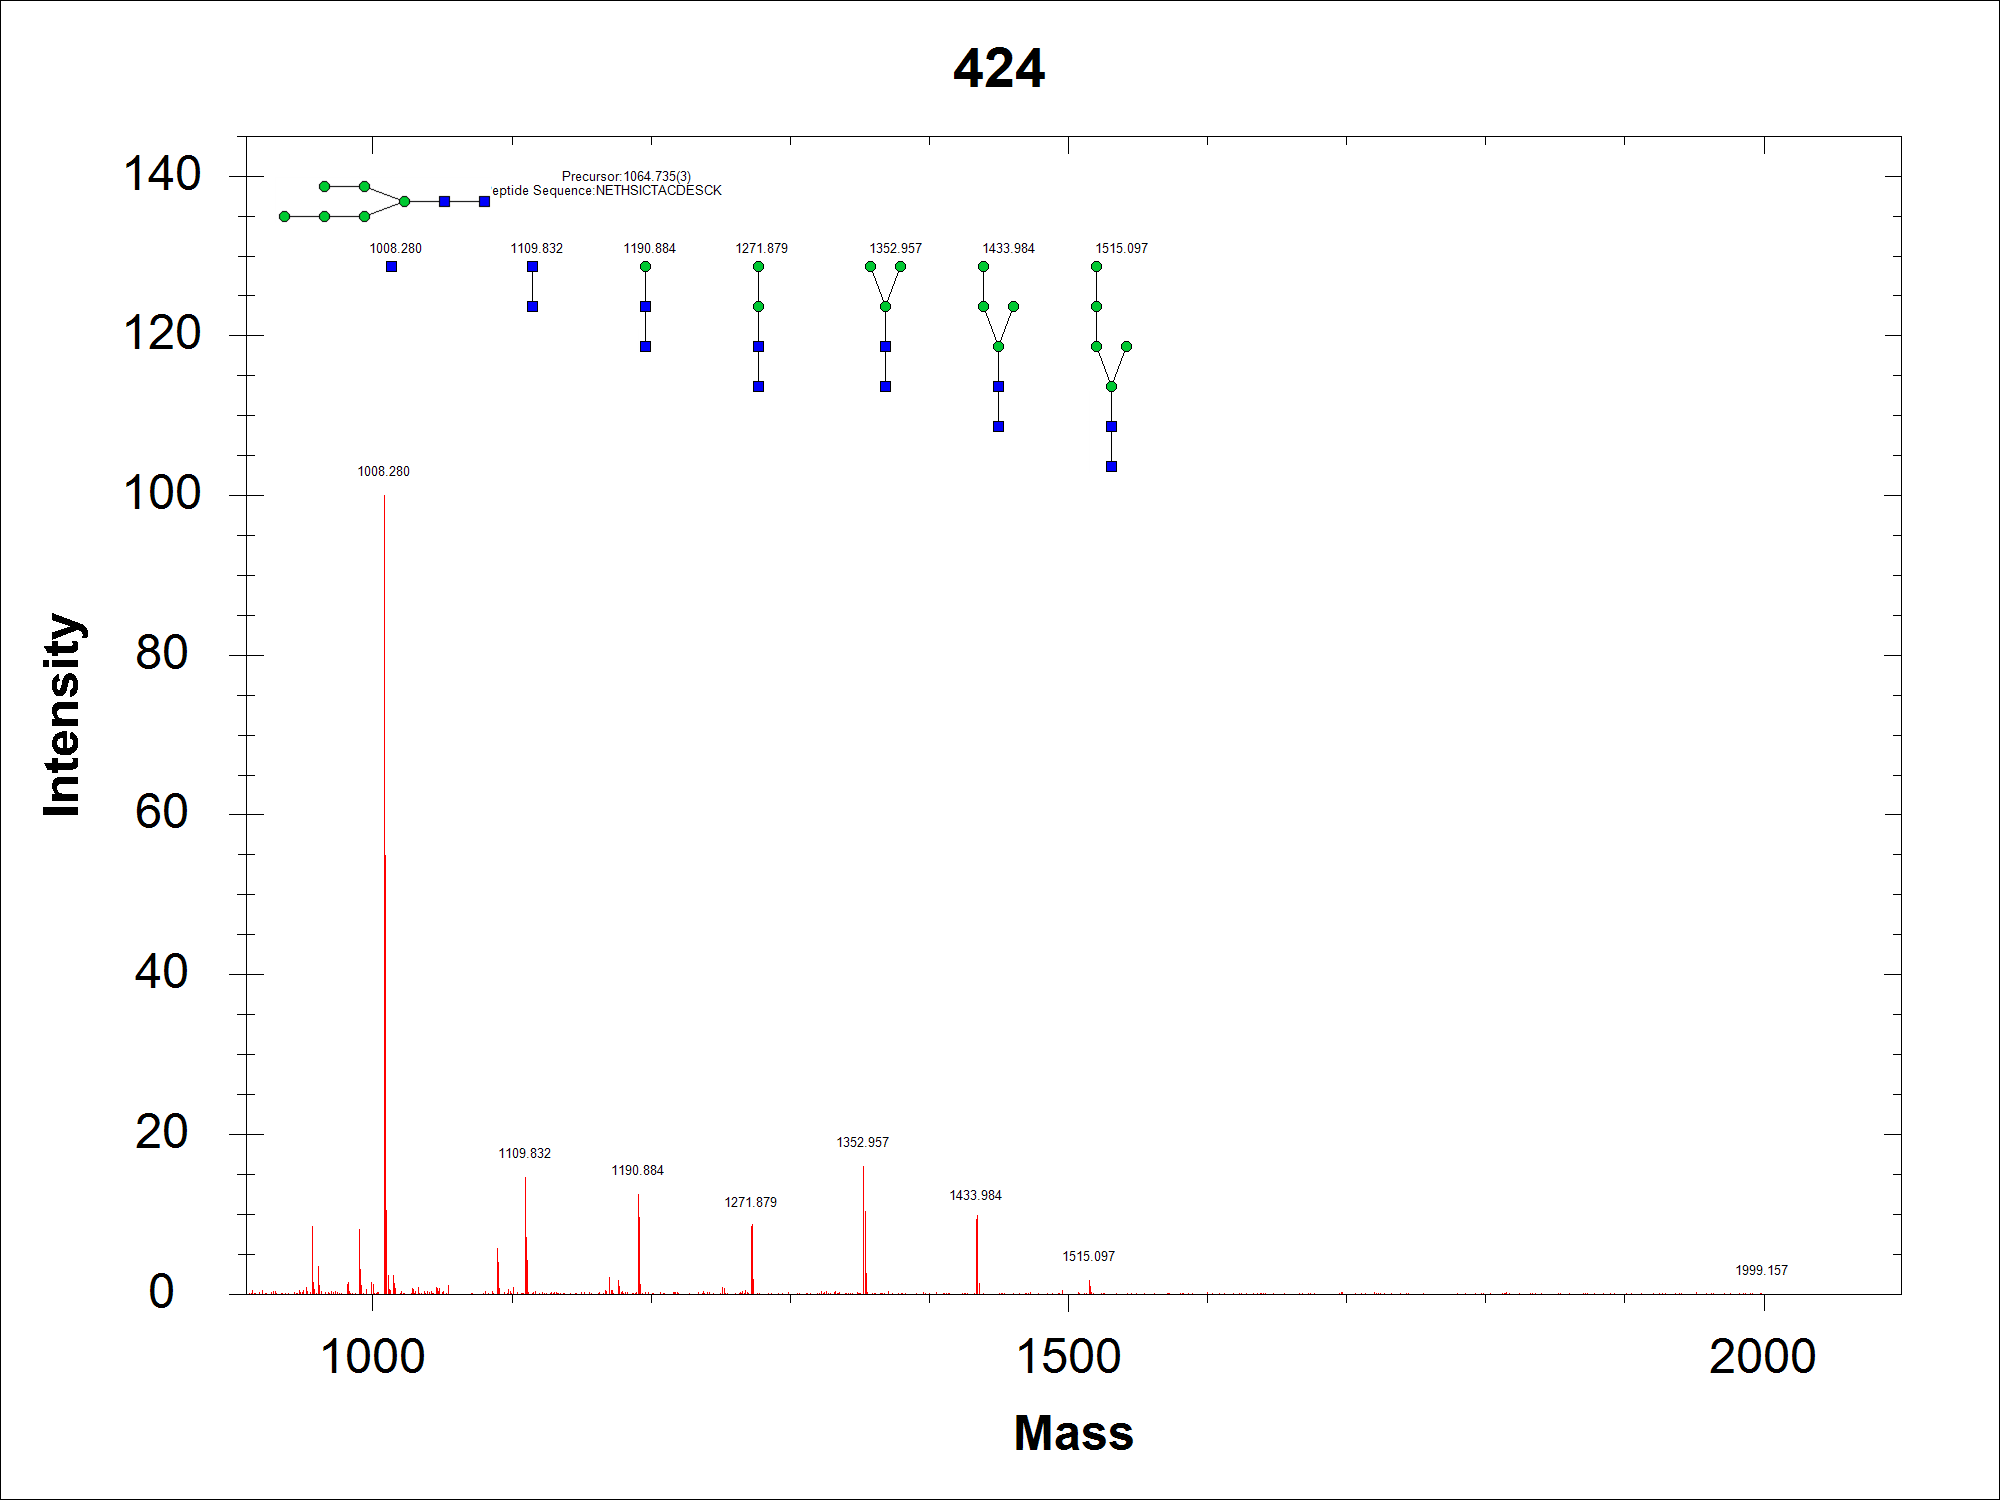 424
Precursor:1064.735(3)
eptide Sequence:NETHSICTACDESCK
1008.280 1109.832 1190.884 1271.879 1352.957 1433.984 1515.097
140
120
100
80
60
40
20
0
1008.280
1109.832
1190.884
1271.879
1352.957
1433.984
1515.097
1999.157
Intensity
1000 1500 2000
Mass